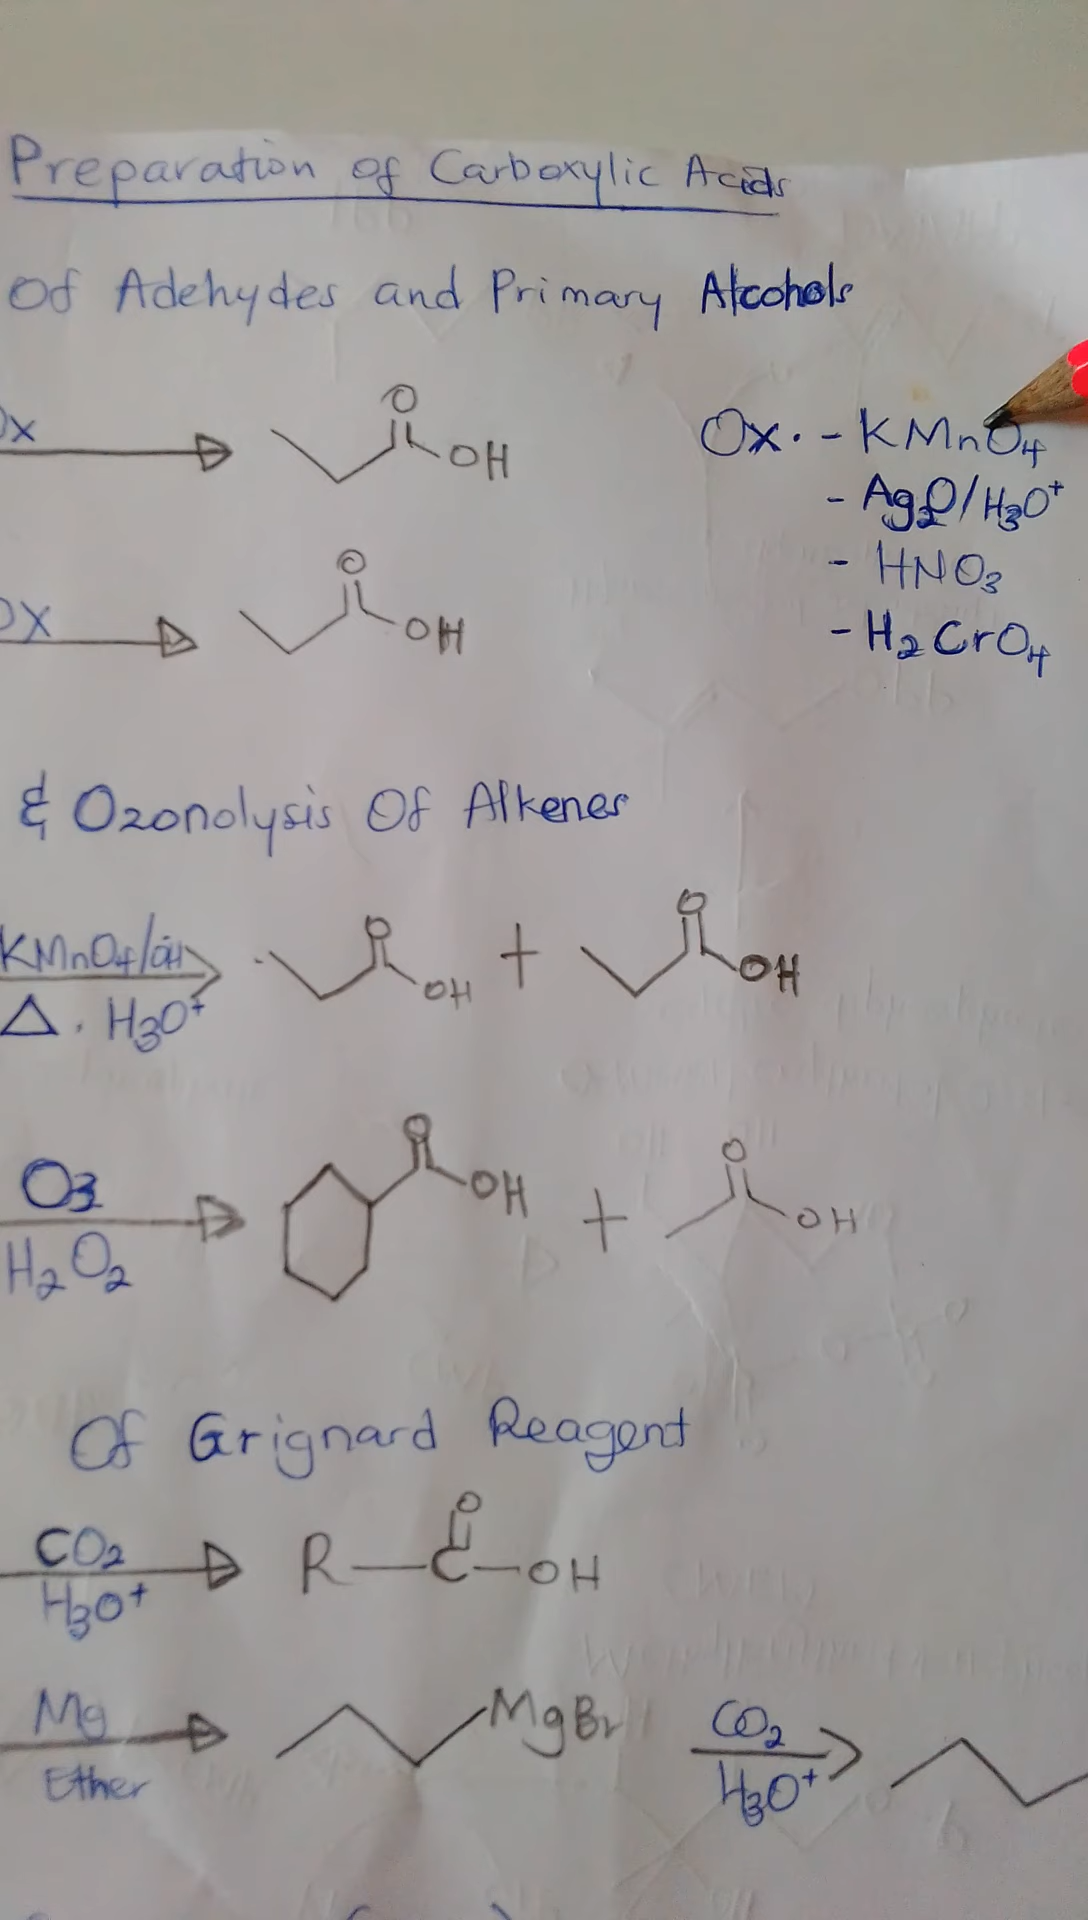 Preparation of Carboxylic Acids
Of Adehydes and Primary Alcohols
Ox
O
OH
Ox. - KMnO4
- Ag2O/H3O+
- HNO3
- H2CrO4
OX
O
OH
& Ozonolysis Of Alkenes
KMnO4/OH
Δ, H3O+
O
OH
+
O
OH
O3
H2O2
O
OH
+
O
OH
Of Grignard Reagent
CO2
H3O+
O
R—C—OH
Mg
Ether
MgBr
CO2
H3O+